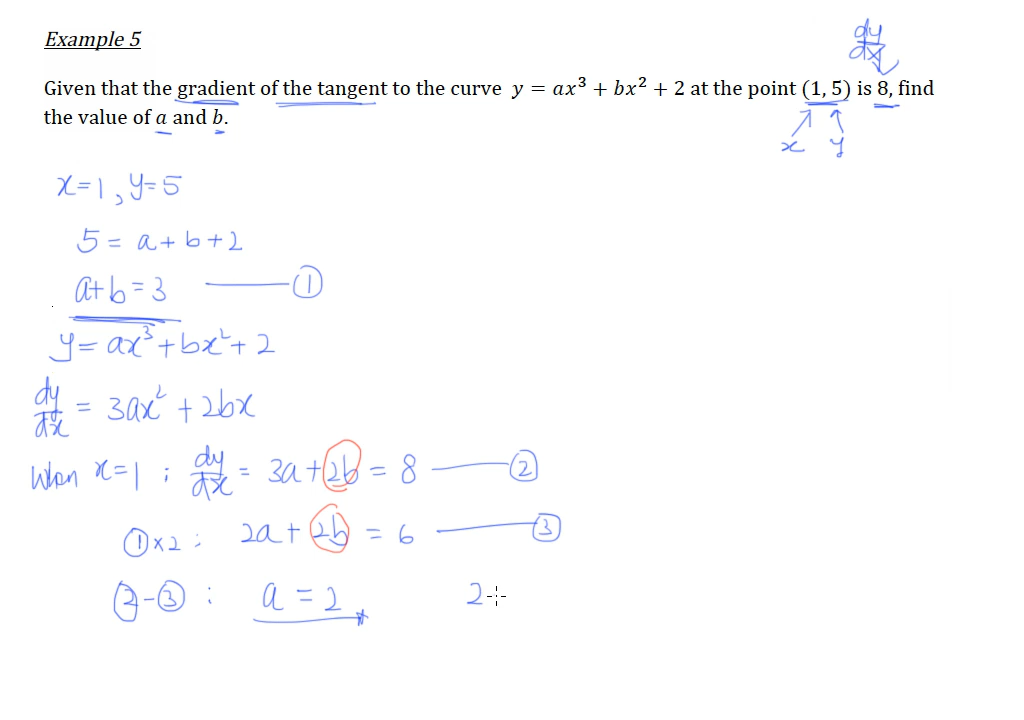 Example 5
dy/dx
Given that the gradient of the tangent to the curve y = ax³ + bx² + 2 at the point (1, 5) is 8, find
the value of a and b.
x y
x=1, y=5
5 = a+b+2
a+b=3 ——— ①
y = ax³+bx²+2
dy/dx = 3ax² + 2bx
When x=1 ; dy/dx = 3a+2b = 8 ——— ②
①×2 ; 2a+2b = 6 ——— ③
②-③ : a = 2 2